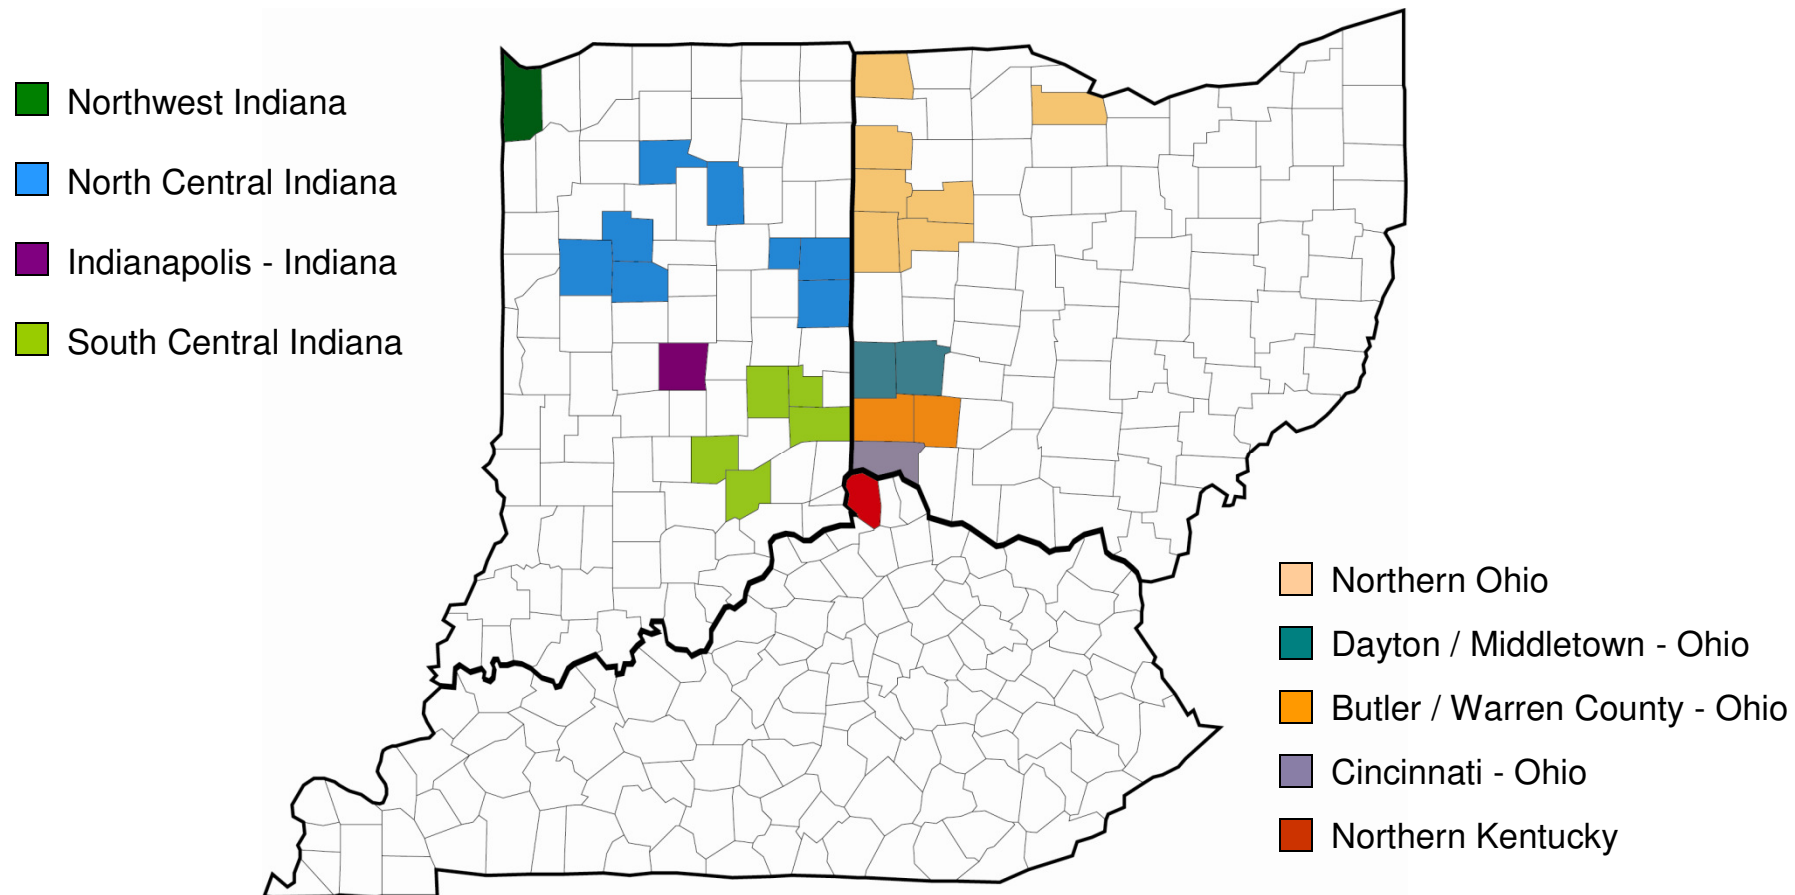 Northwest Indiana
North Central Indiana
Indianapolis - Indiana
South Central Indiana
Northern Ohio
Dayton / Middletown - Ohio
Butler / Warren County - Ohio
Cincinnati - Ohio
Northern Kentucky